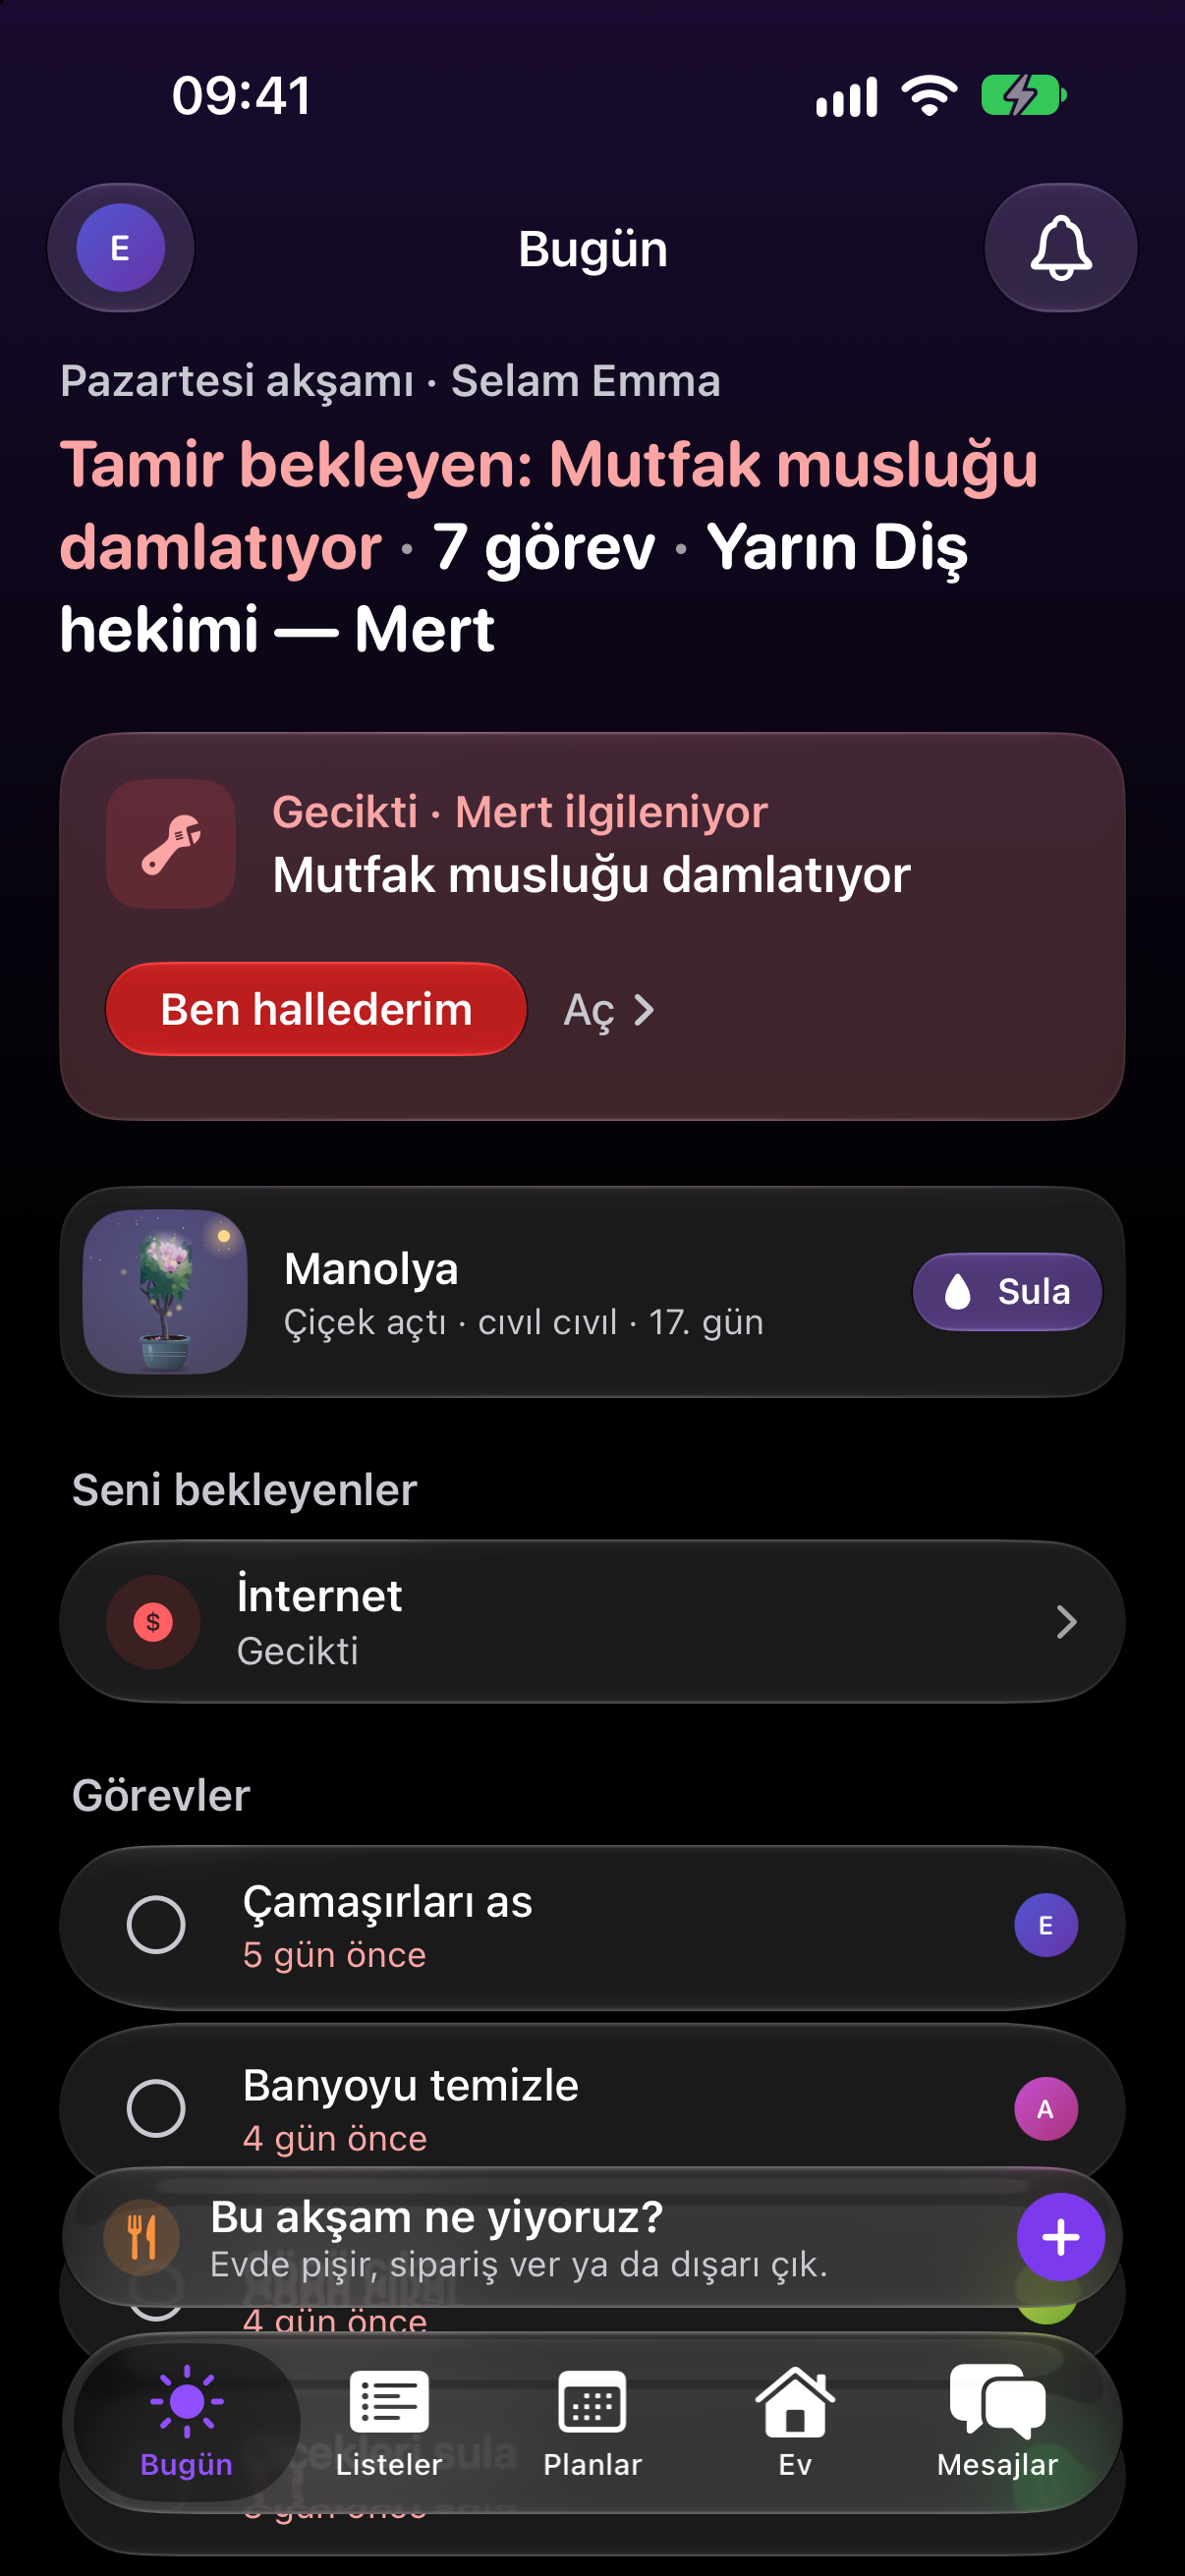 09:41
E
Bugün
Pazartesi akşamı · Selam Emma
Tamir bekleyen: Mutfak musluğu
damlatıyor · 7 görev · Yarın Diş
hekimi — Mert
Gecikti · Mert ilgileniyor
Mutfak musluğu damlatıyor
Ben hallederim
Aç
Manolya
Çiçek açtı · cıvıl cıvıl · 17. gün
Sula
Seni bekleyenler
$
İnternet
Gecikti
Görevler
Çamaşırları as
5 gün önce
E
Banyoyu temizle
4 gün önce
A
Bu akşam ne yiyoruz?
Evde pişir, sipariş ver ya da dışarı çık.
4 gün önce
Bugün
Listeler
Planlar
Ev
Mesajlar